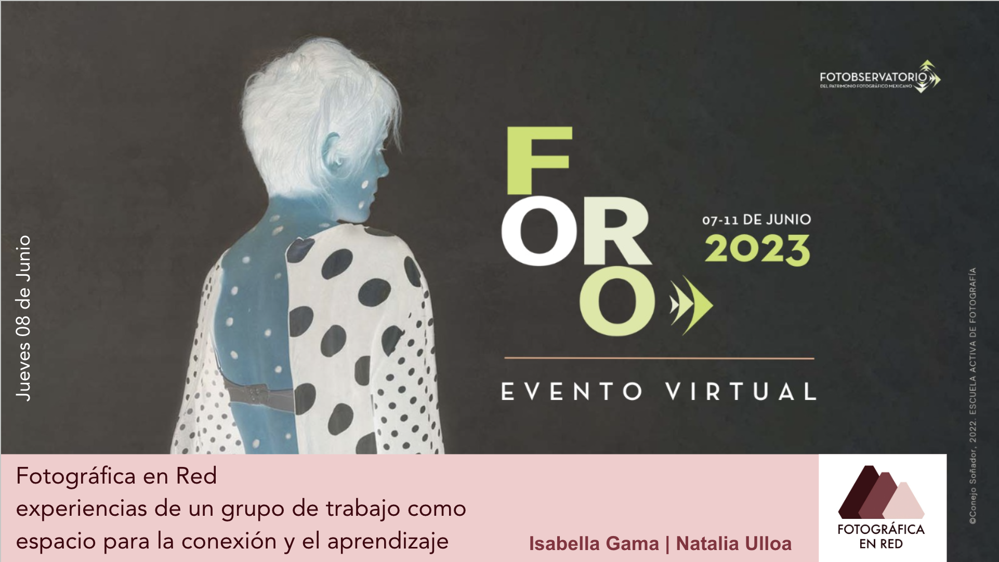 FOTOBSERVATORIO
DEL PATRIMONIO FOTOGRÁFICO MEXICANO
FORO
07-11 DE JUNIO
2023
EVENTO VIRTUAL
Jueves 08 de Junio
©Conejo Soñador, 2022. ESCUELA ACTIVA DE FOTOGRAFÍA
Fotográfica en Red
experiencias de un grupo de trabajo como
espacio para la conexión y el aprendizaje
Isabella Gama | Natalia Ulloa
FOTOGRÁFICA
EN RED